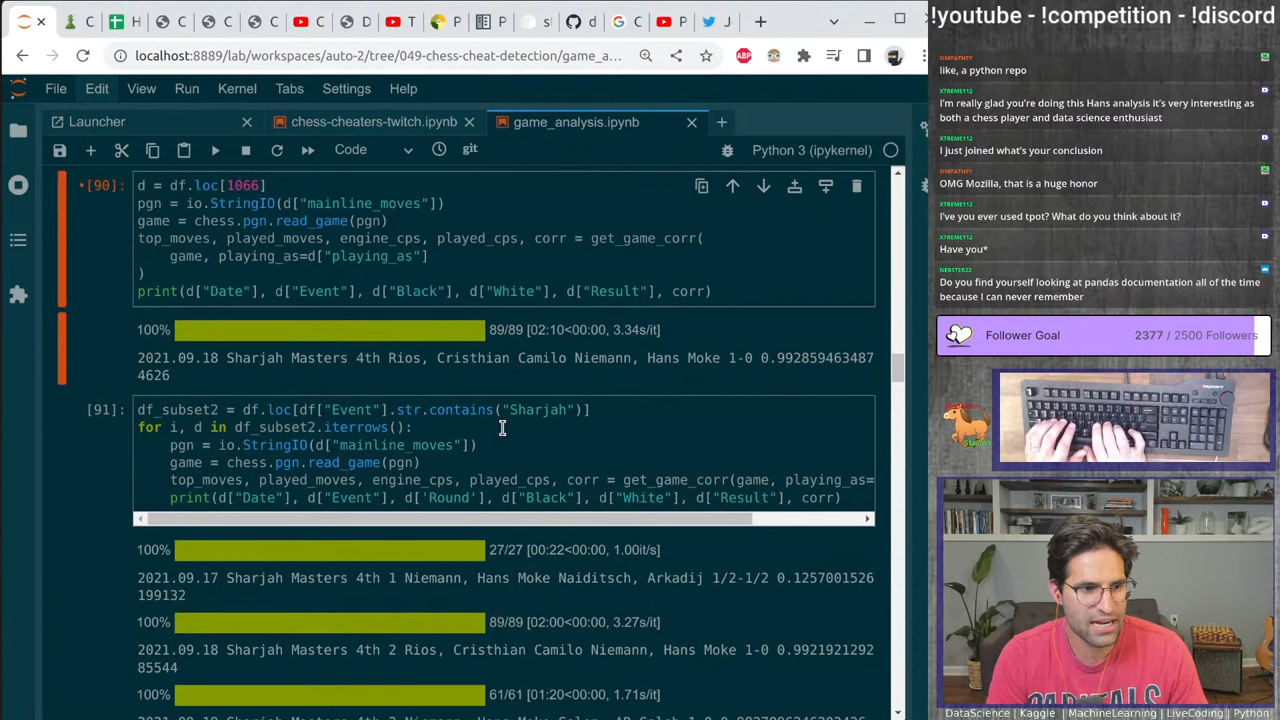 !youtube - !competition - !discord
localhost:8889/lab/workspaces/auto-2/tree/049-chess-cheat-detection/game_a...
File Edit View Run Kernel Tabs Settings Help
Launcher
chess-cheaters-twitch.ipynb
game_analysis.ipynb
Code
git
Python 3 (ipykernel)
[90]:
d = df.loc[1066]
pgn = io.StringIO(d["mainline_moves"])
game = chess.pgn.read_game(pgn)
top_moves, played_moves, engine_cps, played_cps, corr = get_game_corr(
game, playing_as=d["playing_as"]
)
print(d["Date"], d["Event"], d["Black"], d["White"], d["Result"], corr)
100% 89/89 [02:10<00:00, 3.34s/it]
2021.09.18 Sharjah Masters 4th Rios, Cristhian Camilo Niemann, Hans Moke 1-0 0.992859463487
4626
[91]:
df_subset2 = df.loc[df["Event"].str.contains("Sharjah")]
for i, d in df_subset2.iterrows():
pgn = io.StringIO(d["mainline_moves"])
game = chess.pgn.read_game(pgn)
top_moves, played_moves, engine_cps, played_cps, corr = get_game_corr(game, playing_as=
print(d["Date"], d["Event"], d['Round'], d["Black"], d["White"], d["Result"], corr)
100% 27/27 [00:22<00:00, 1.00it/s]
2021.09.17 Sharjah Masters 4th 1 Niemann, Hans Moke Naiditsch, Arkadij 1/2-1/2 0.1257001526
199132
100% 89/89 [02:00<00:00, 3.27s/it]
2021.09.18 Sharjah Masters 4th 2 Rios, Cristhian Camilo Niemann, Hans Moke 1-0 0.9921921292
85544
100% 61/61 [01:20<00:00, 1.71s/it]
SIMPATHEY
like, a python repo
XTREME112
I'm really glad you're doing this Hans analysis it's very interesting as
both a chess player and data science enthusiast
XTREME112
I just joined what's your conclusion
SIMPATHEY
OMG Mozilla, that is a huge honor
XTREME112
I've you ever used tpot? What do you think about it?
XTREME112
Have you*
NEBSTER22
Do you find yourself looking at pandas documentation all of the time
because I can never remember
Follower Goal 2377 / 2500 Followers
Stallion
CAPITALS
DataScience | Kaggle | MachineLearning | LiveCoding | Python